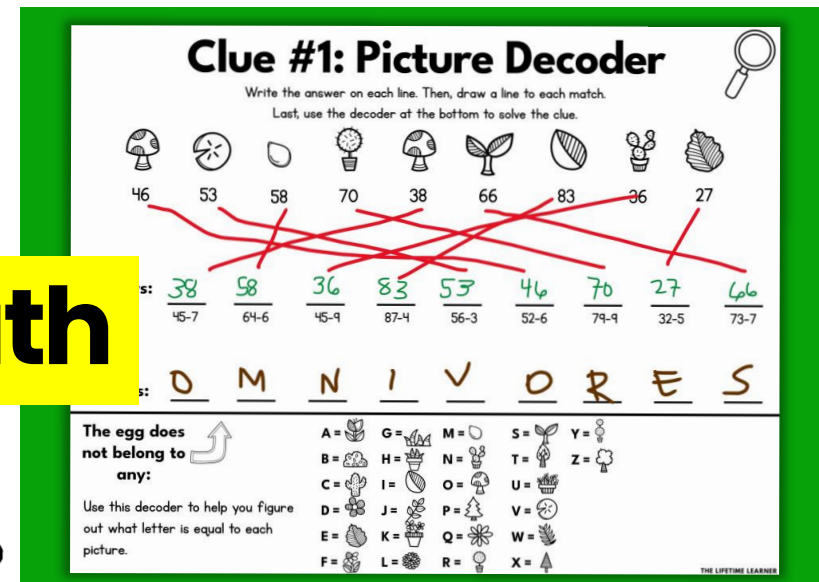 Clue #1: Picture Decoder
Write the answer on each line. Then, draw a line to each match.
Last, use the decoder at the bottom to solve the clue.
46 53 58 70 38 66 83 36 27
s: 38 58 36 83 53 46 70 27 66
45-7 64-6 45-9 87-4 56-3 52-6 79-9 32-5 73-7
th
s: O M N I V O R E S
The egg does
not belong to
any:
Use this decoder to help you figure
out what letter is equal to each
picture.
A = G = M = S = Y =
B = H = N = T = Z =
C = I = O = U =
D = J = P = V =
E = K = Q = W =
F = L = R = X =
THE LIFETIME LEARNER